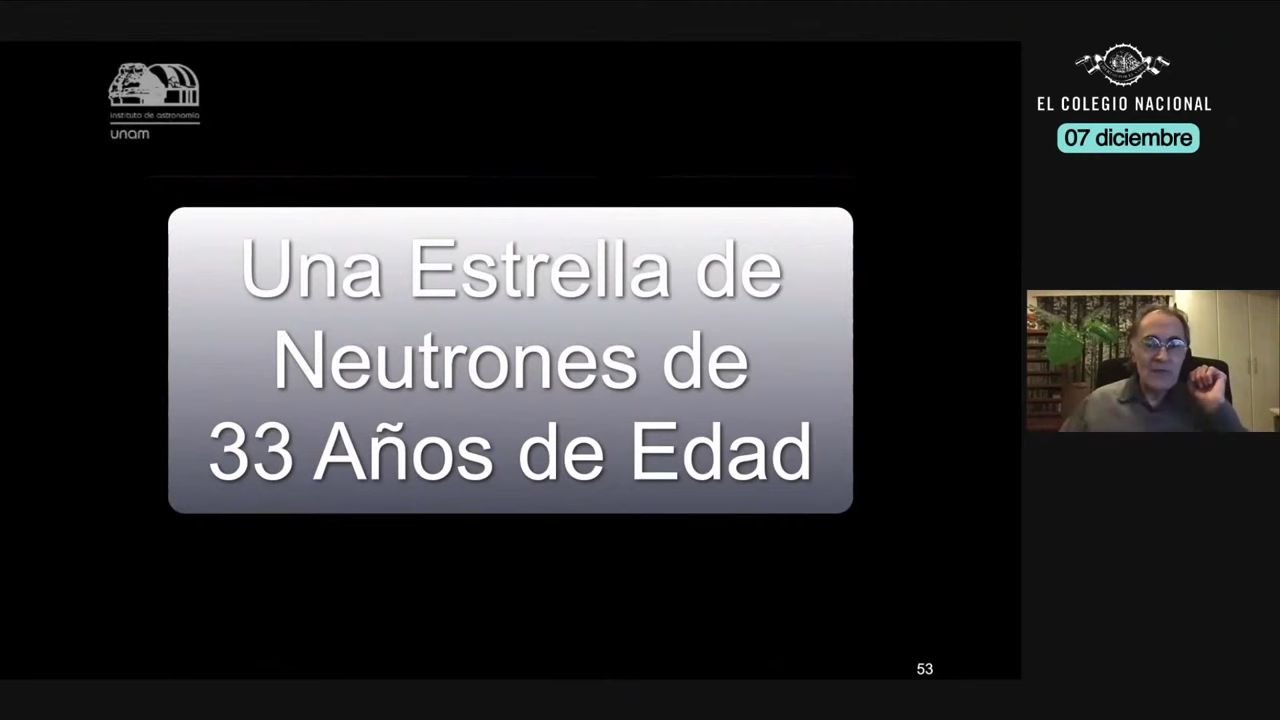 instituto de astronomía
unam
Una Estrella de
Neutrones de
33 Años de Edad
53
EL COLEGIO NACIONAL
07 diciembre